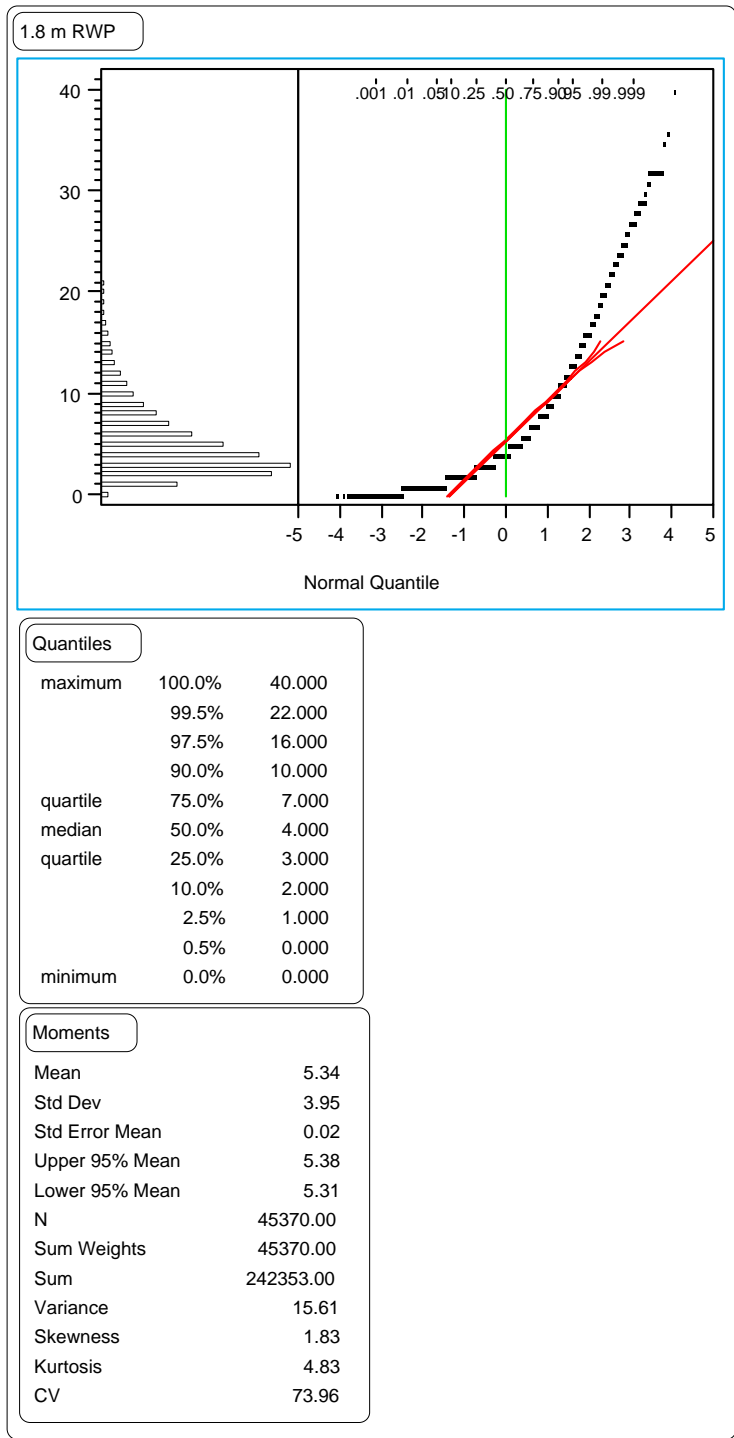 1.8 m RWP
40
30
20
10
0
.001 .01 .05 .10 .25 .50 .75 .90 .95 .99 .999
-5 -4 -3 -2 -1 0 1 2 3 4 5
Normal Quantile
Quantiles
maximum 100.0% 40.000
99.5% 22.000
97.5% 16.000
90.0% 10.000
quartile 75.0% 7.000
median 50.0% 4.000
quartile 25.0% 3.000
10.0% 2.000
2.5% 1.000
0.5% 0.000
minimum 0.0% 0.000
Moments
Mean 5.34
Std Dev 3.95
Std Error Mean 0.02
Upper 95% Mean 5.38
Lower 95% Mean 5.31
N 45370.00
Sum Weights 45370.00
Sum 242353.00
Variance 15.61
Skewness 1.83
Kurtosis 4.83
CV 73.96